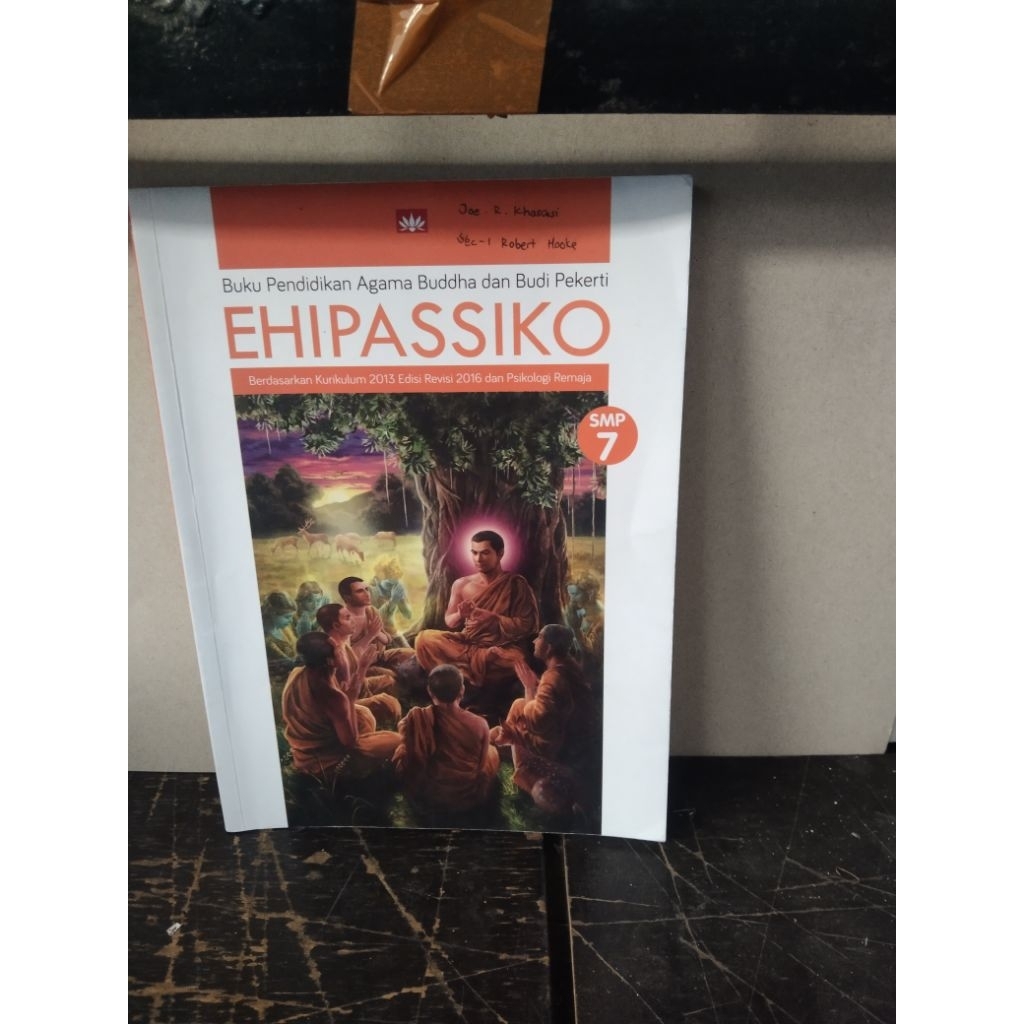 Joe R. Khasasi
Sec-1 Robert Hooke
Buku Pendidikan Agama Buddha dan Budi Pekerti
EHIPASSIKO
Berdasarkan Kurikulum 2013 Edisi Revisi 2016 dan Psikologi Remaja
SMP
7